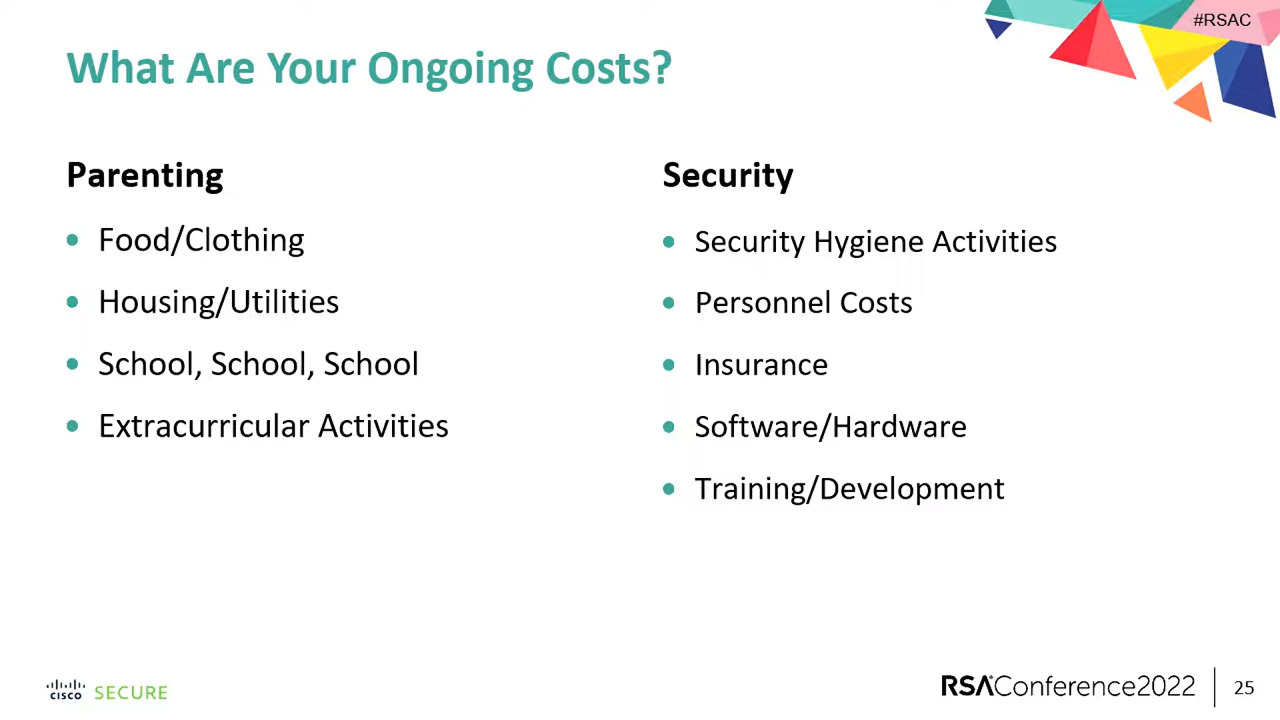 #RSAC
What Are Your Ongoing Costs?
Parenting
Food/Clothing
Housing/Utilities
School, School, School
Extracurricular Activities
Security
Security Hygiene Activities
Personnel Costs
Insurance
Software/Hardware
Training/Development
CISCO SECURE
RSAConference2022
25